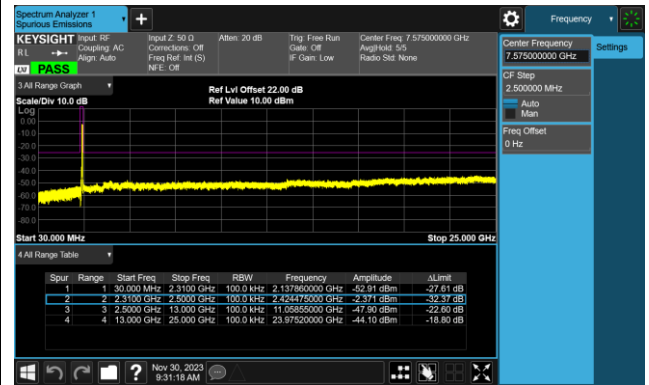 Spectrum Analyzer 1
Spurious Emissions
Frequency
KEYSIGHT Input: RF Input Z: 50 Ω Atten: 20 dB Trig: Free Run Center Freq: 7.575000000 GHz
RL Coupling: AC Corrections: Off Gate: Off Avg|Hold: 5/5
Align: Auto Freq Ref: Int (S) IF Gain: Low Radio Std: None
LXI PASS NFE: Off
Center Frequency
7.575000000 GHz
Settings
CF Step
2.500000 MHz
Auto
Man
Freq Offset
0 Hz
3 All Range Graph
Ref Lvl Offset 22.00 dB
Scale/Div 10.0 dB Ref Value 10.00 dBm
Log
0.00
-10.0
-20.0
-30.0
-40.0
-50.0
-60.0
-70.0
-80.0
Start 30.000 MHz Stop 25.000 GHz
4 All Range Table
Spur Range Start Freq Stop Freq RBW Frequency Amplitude ΔLimit
1 1 30.000 MHz 2.3100 GHz 100.0 kHz 2.137860000 GHz -52.91 dBm -27.61 dB
2 2 2.3100 GHz 2.5000 GHz 100.0 kHz 2.424475000 GHz -2.371 dBm -32.37 dB
3 3 2.5000 GHz 13.000 GHz 100.0 kHz 11.05855000 GHz -47.90 dBm -22.60 dB
4 4 13.000 GHz 25.000 GHz 100.0 kHz 23.97520000 GHz -44.10 dBm -18.80 dB
Nov 30, 2023
9:31:18 AM